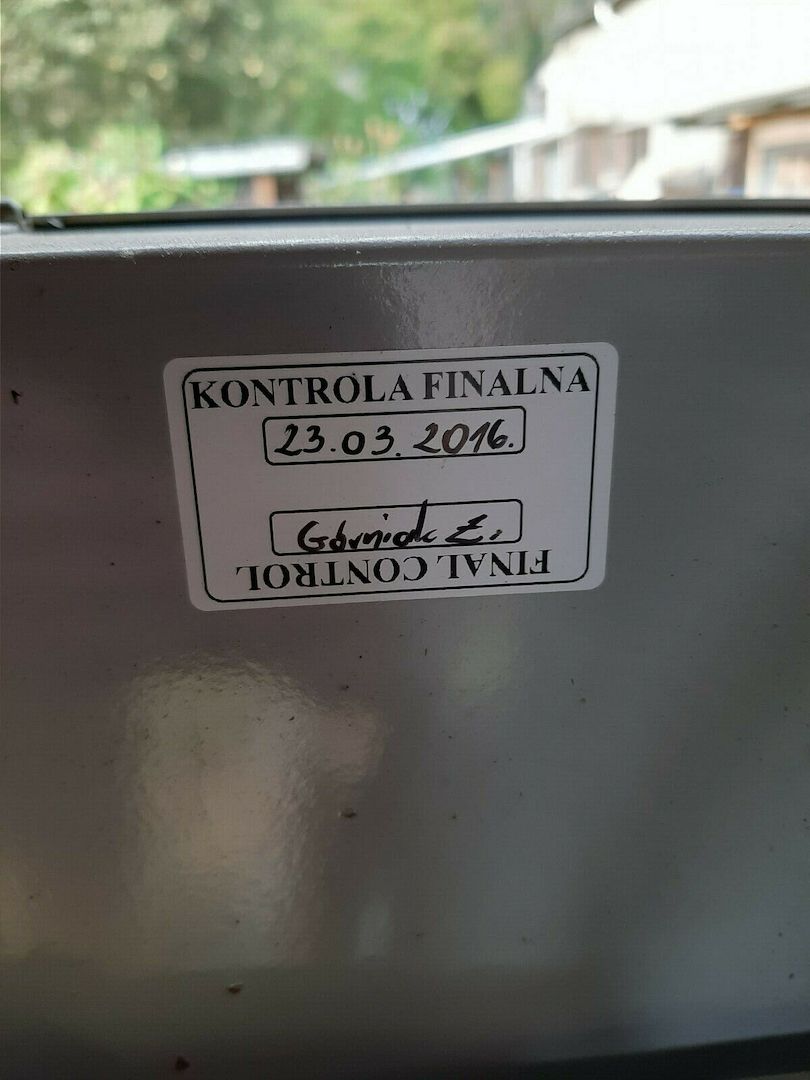 KONTROLA FINALNA
23.03.2016.
Górniak Ł.
FINAL CONTROL